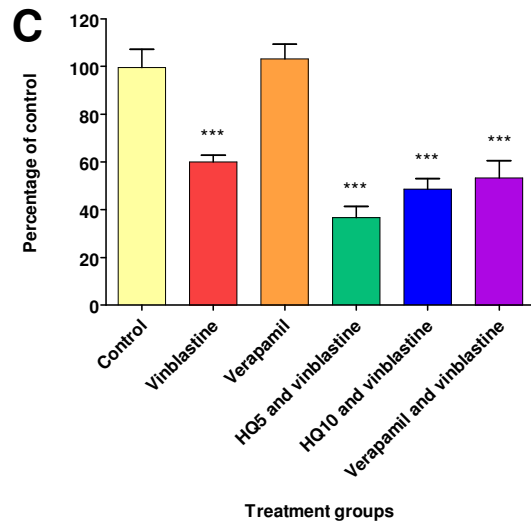 C
Percentage of control
120
100
80
60
40
20
0
***
***
***
***
Control
Vinblastine
Verapamil
HQ5 and vinblastine
HQ10 and vinblastine
Verapamil and vinblastine
Treatment groups